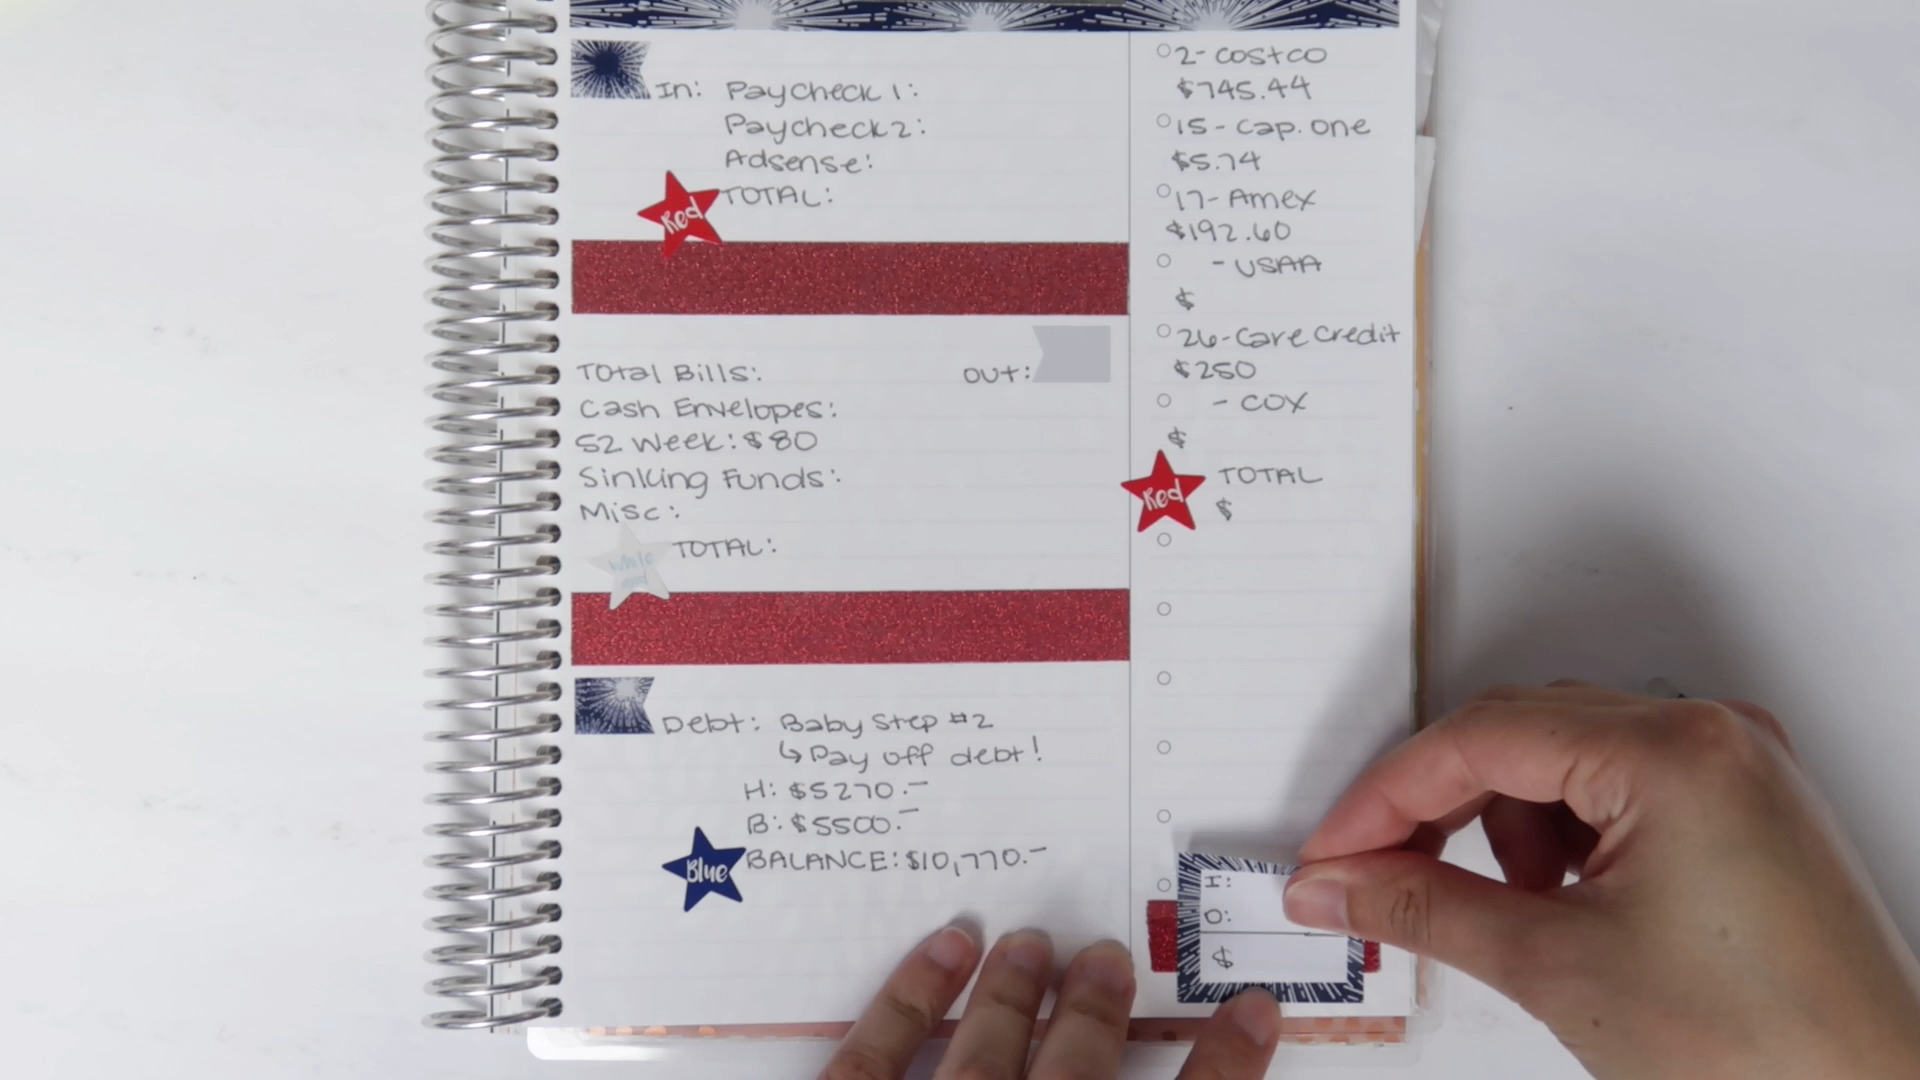 In: Paycheck 1:
Paycheck 2:
Adsense:
TOTAL:
Red
Total Bills:
Out:
Cash Envelopes:
52 Week: $80
Sinking Funds:
Misc:
TOTAL:
White
and
Debt: Baby Step #2
↳ Pay off debt!
H: $5270.-
B: $5500.-
BALANCE: $10,770.-
Blue
2- Costco
$745.44
15- Cap. One
$5.74
17- Amex
$192.60
- USAA
$
26- Care Credit
$250
- COX
$
Red
TOTAL
$
I:
O:
$